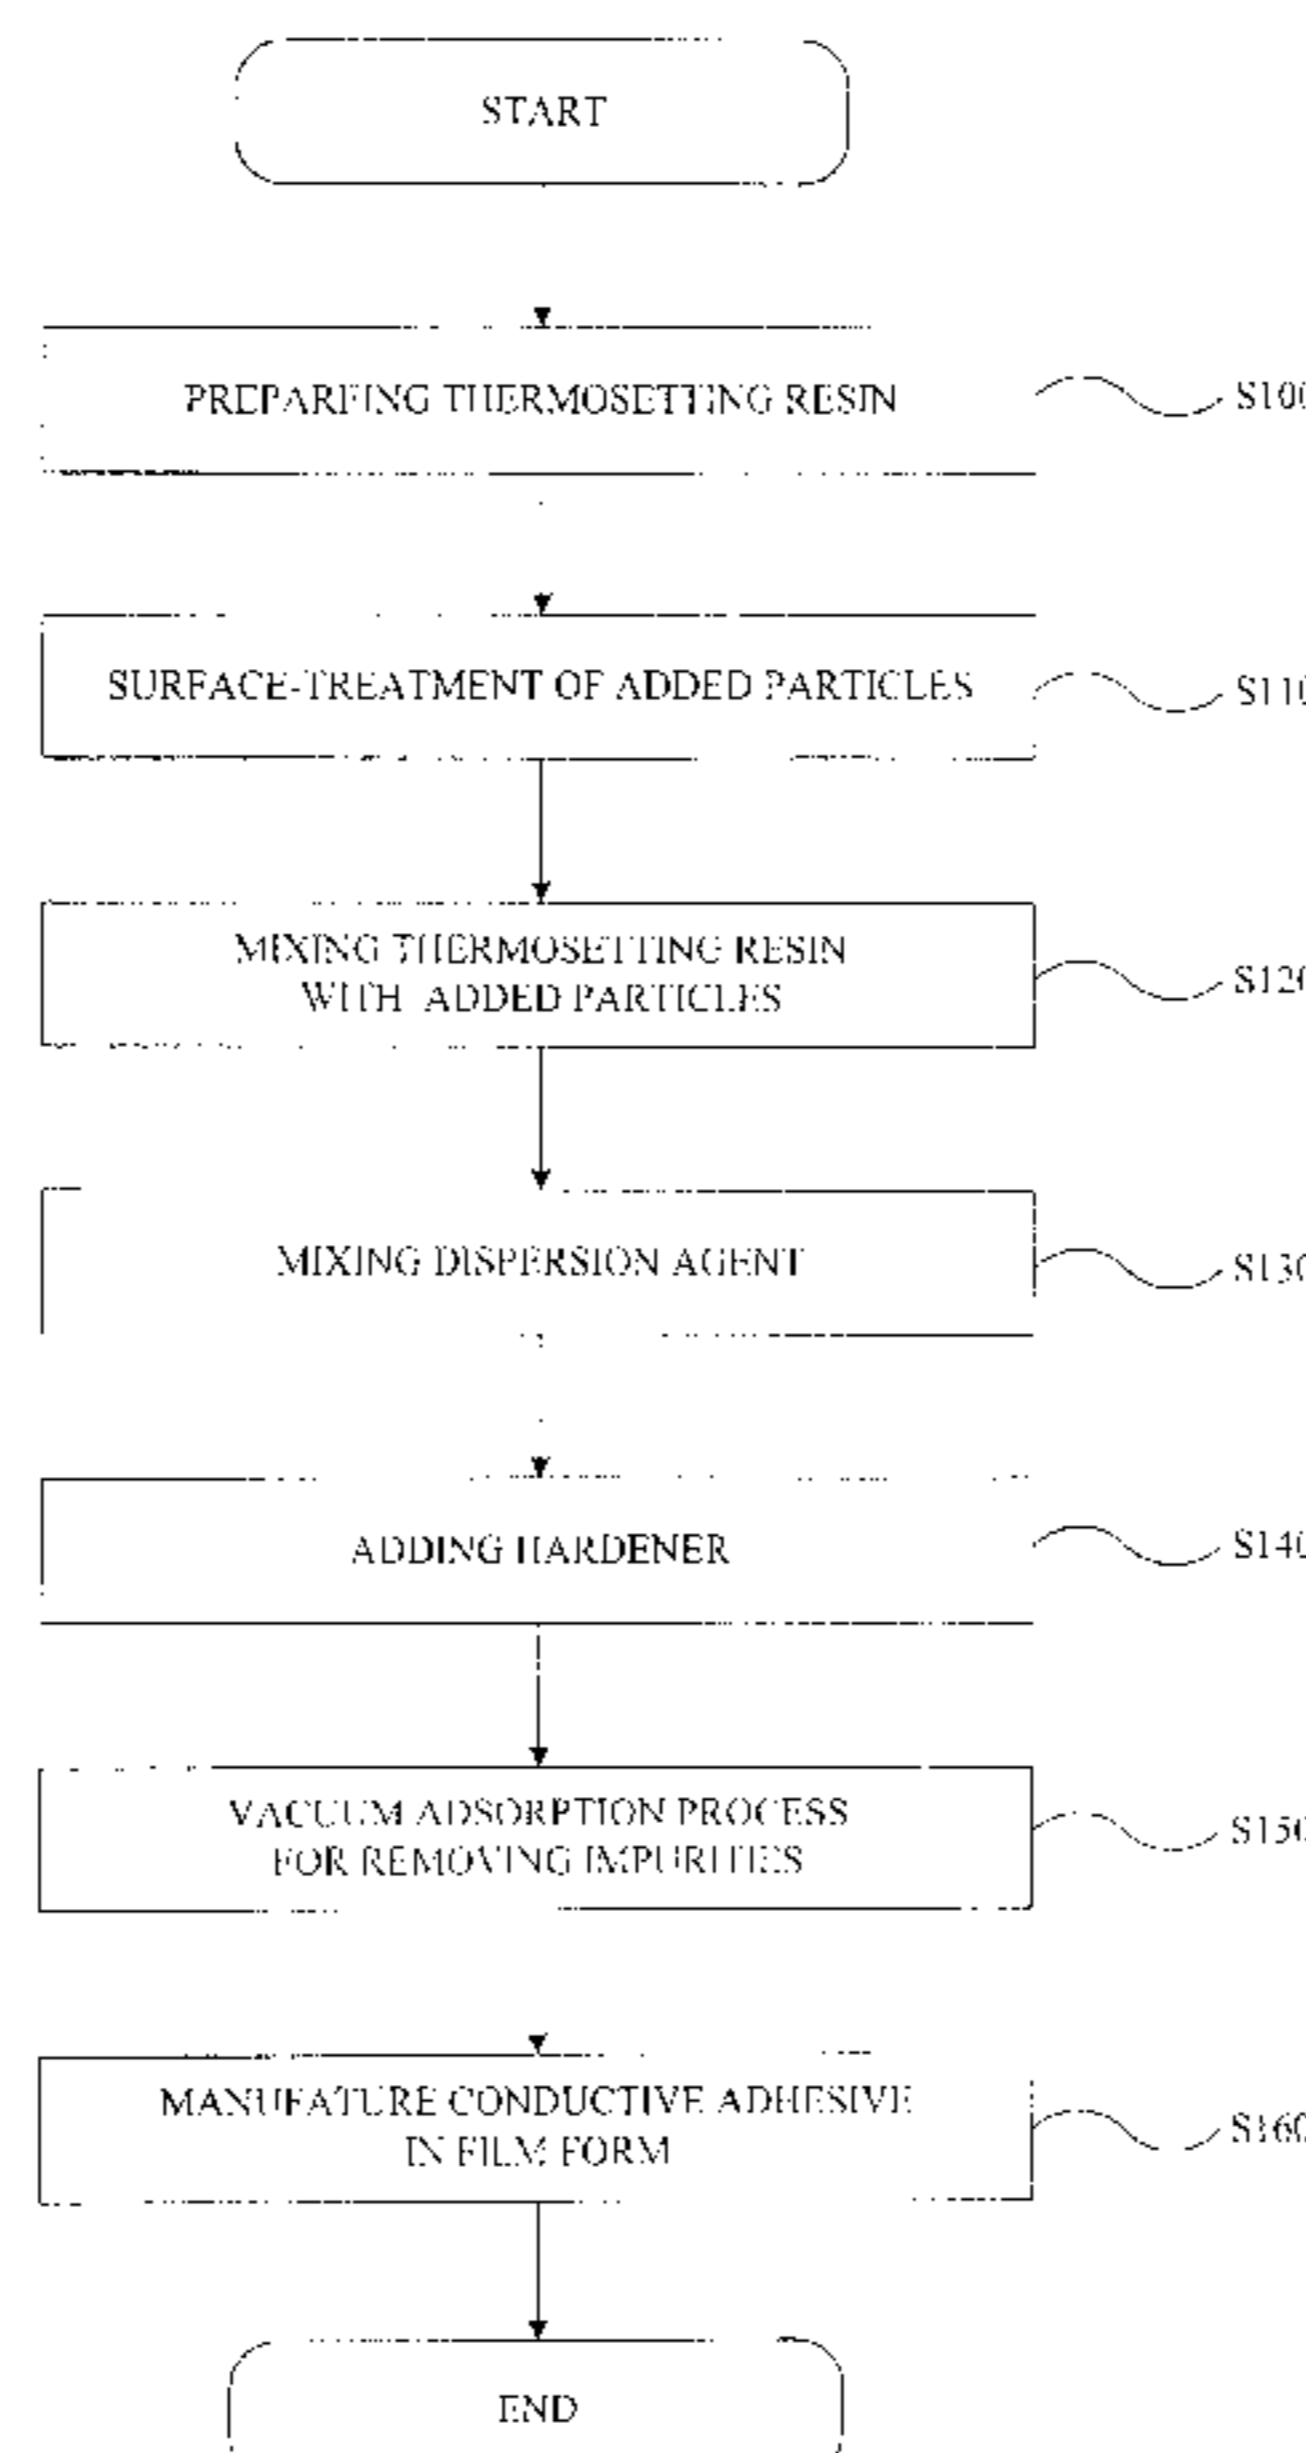 START
PREPARFING THERMOSETTING RESIN
S100
SURFACE-TREATMENT OF ADDED PARTICLES
S110
MIXING THERMOSETTING RESIN
WITH ADDED PARTICLES
S120
MIXING DISPERSION AGENT
S130
ADDING HARDENER
S140
VACUUM ADSORPTION PROCESS
FOR REMOVING IMPURITIES
S150
MANUFATURE CONDUCTIVE ADHESIVE
IN FILM FORM
S160
END